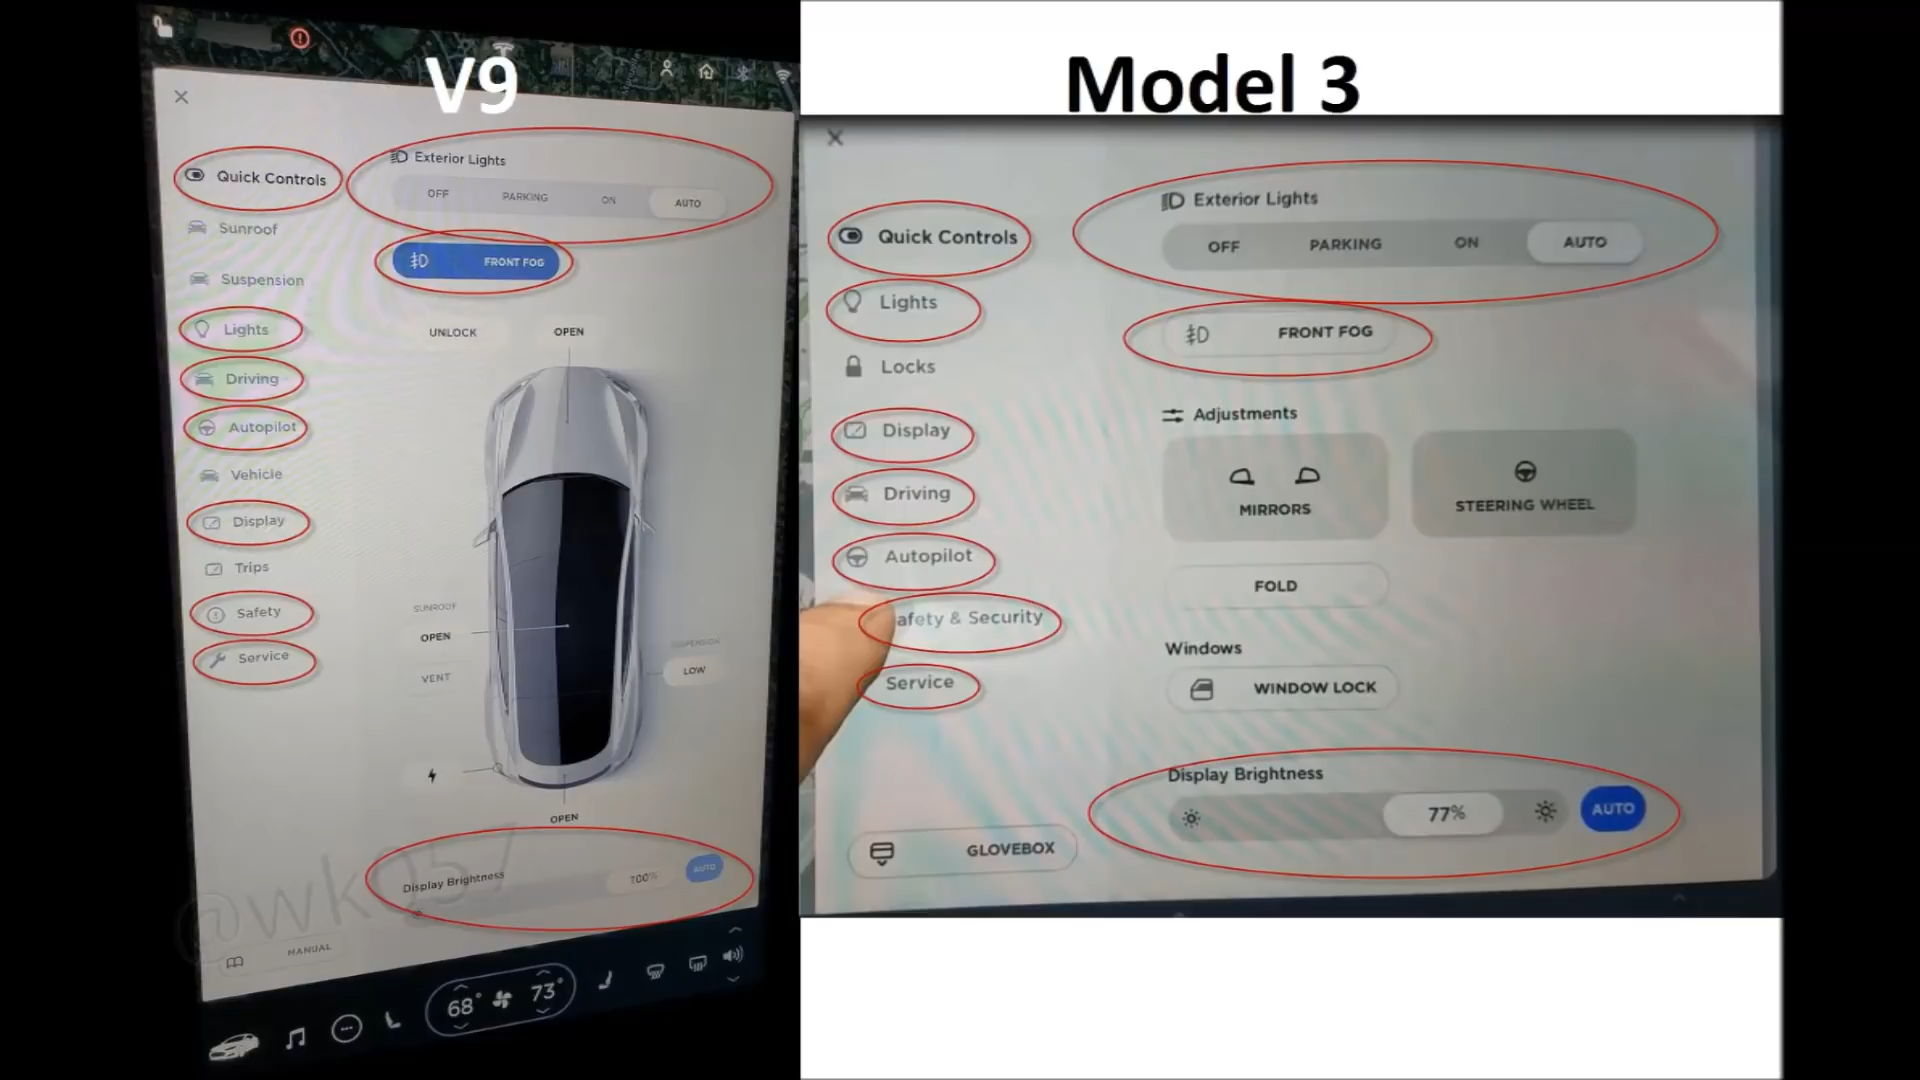 V9
Quick Controls
Sunroof
Suspension
Lights
Driving
Autopilot
Vehicle
Display
Trips
Safety
Service
MANUAL
Exterior Lights
OFF PARKING ON AUTO
FRONT FOG
UNLOCK OPEN
SUNROOF
OPEN
VENT
SUSPENSION
LOW
OPEN
Display Brightness
100% AUTO
@wk057
68° 73°
Model 3
Quick Controls
Lights
Locks
Display
Driving
Autopilot
afety & Security
Service
GLOVEBOX
Exterior Lights
OFF PARKING ON AUTO
FRONT FOG
Adjustments
MIRRORS
STEERING WHEEL
FOLD
Windows
WINDOW LOCK
Display Brightness
77% AUTO